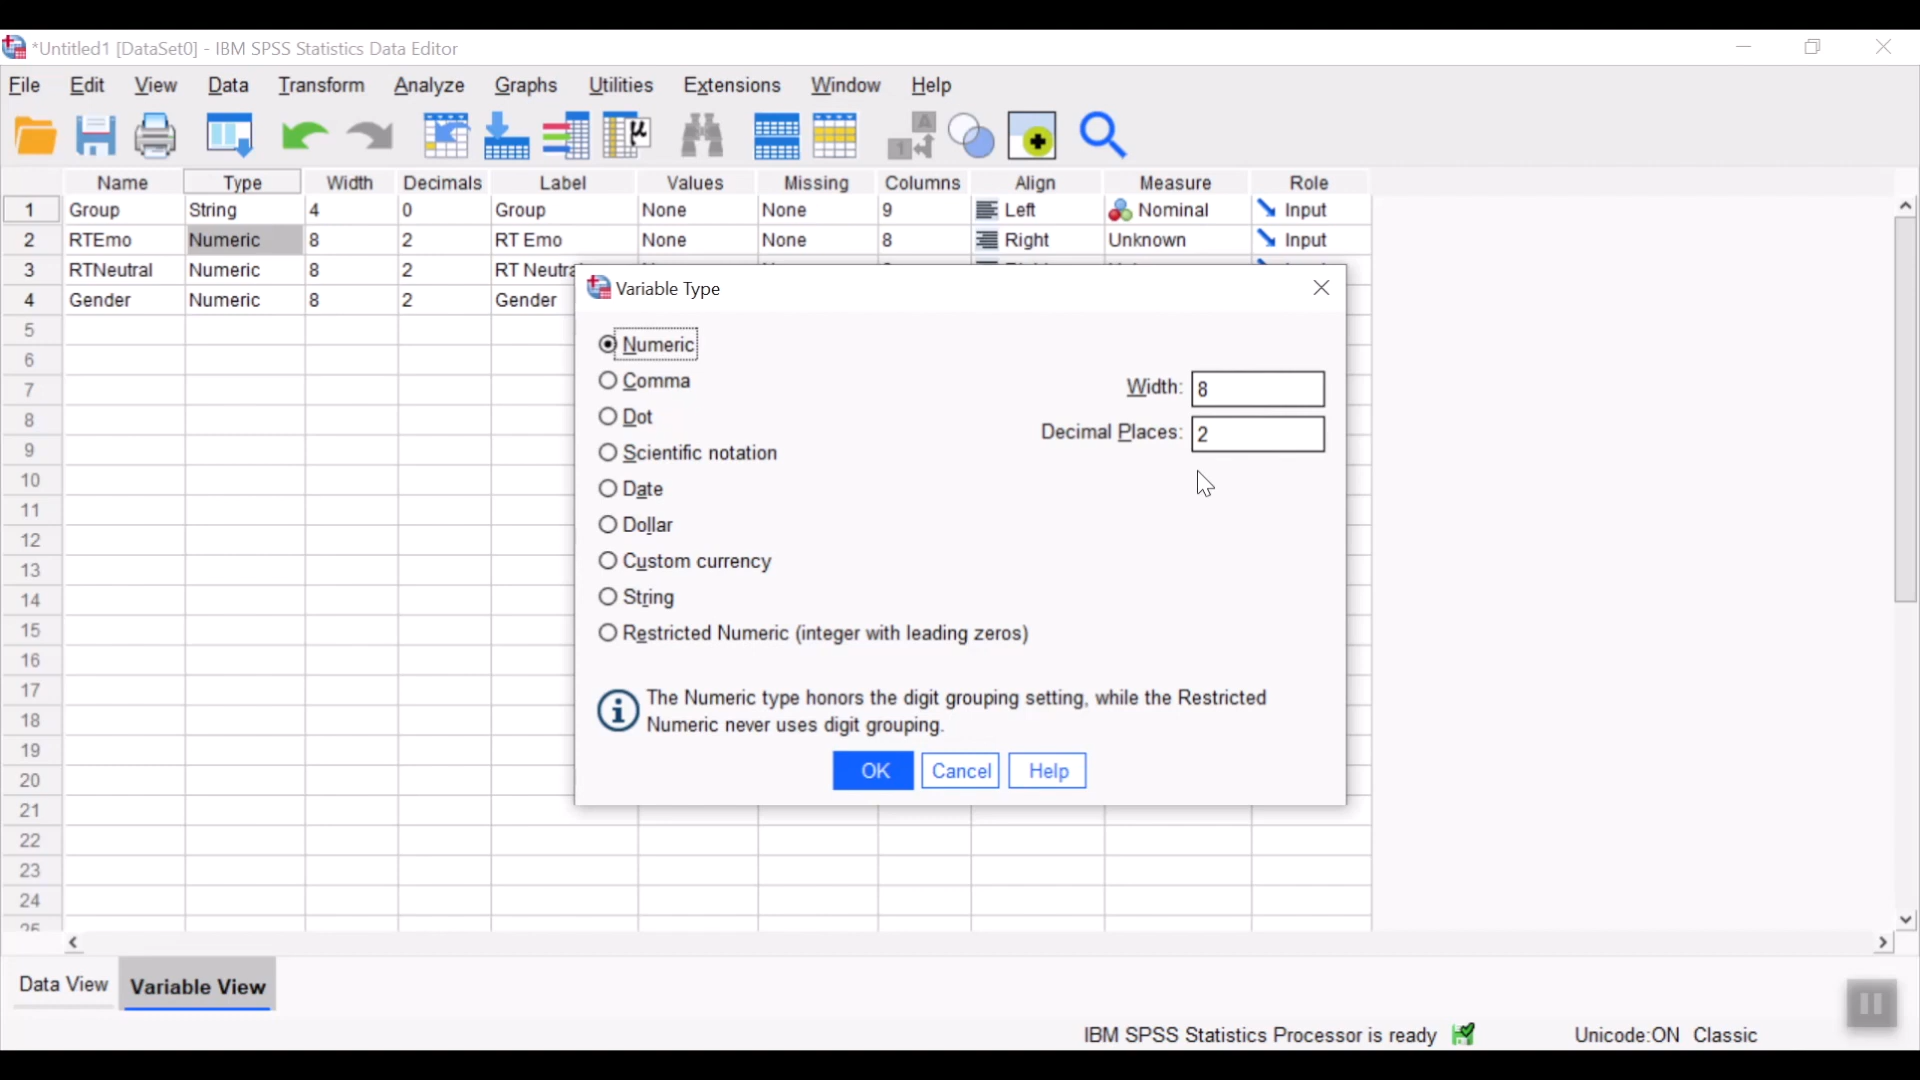 *Untitled1 [DataSet0] - IBM SPSS Statistics Data Editor
File Edit View Data Transform Analyze Graphs Utilities Extensions Window Help
Name Type Width Decimals Label Values Missing Columns Align Measure Role
1 Group String 4 0 Group None None 9 Left Nominal Input
2 RTEmo Numeric 8 2 RT Emo None None 8 Right Unknown Input
3 RTNeutral Numeric 8 2 RT Neutra
4 Gender Numeric 8 2 Gender
5
6
7
8
9
10
11
12
13
14
15
16
17
18
19
20
21
22
23
24
25
Variable Type
Numeric
Comma
Dot
Scientific notation
Date
Dollar
Custom currency
String
Restricted Numeric (integer with leading zeros)
Width: 8
Decimal Places: 2
The Numeric type honors the digit grouping setting, while the Restricted
Numeric never uses digit grouping.
OK Cancel Help
Data View Variable View
IBM SPSS Statistics Processor is ready Unicode:ON Classic